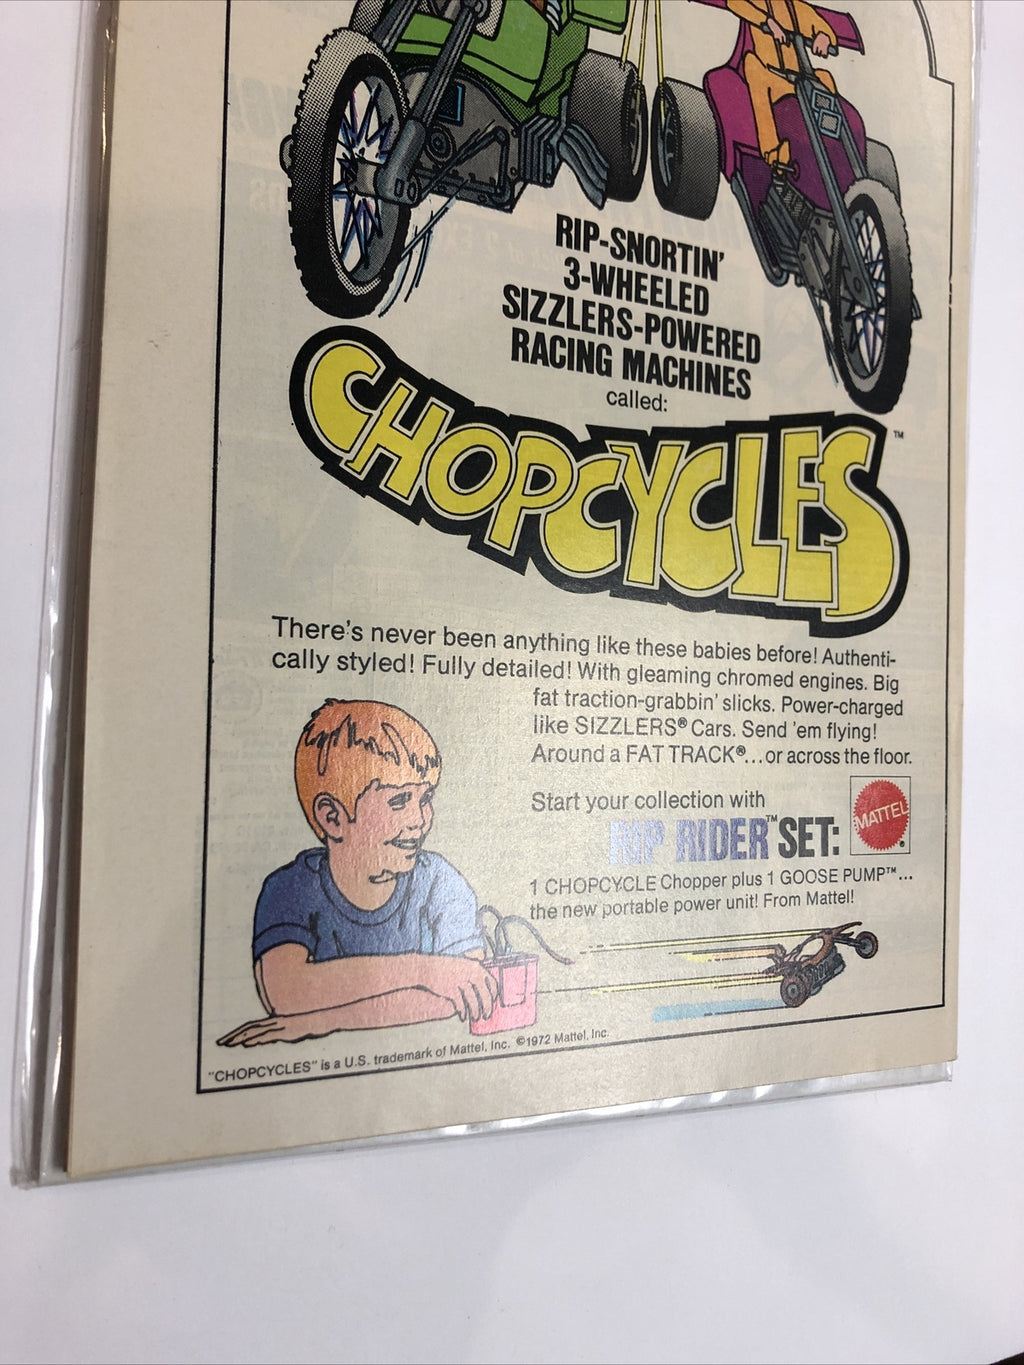 RIP-SNORTIN'
3-WHEELED
SIZZLERS-POWERED
RACING MACHINES
called:
CHOPCYCLES™
There's never been anything like these babies before! Authenti-
cally styled! Fully detailed! With gleaming chromed engines. Big
fat traction-grabbin' slicks. Power-charged
like SIZZLERS® Cars. Send 'em flying!
Around a FAT TRACK®...or across the floor.
Start your collection with
RIP RIDER™ SET:
MATTEL®
1 CHOPCYCLE Chopper plus 1 GOOSE PUMP™...
the new portable power unit! From Mattel!
"CHOPCYCLES" is a U.S. trademark of Mattel, Inc. ©1972 Mattel, Inc.